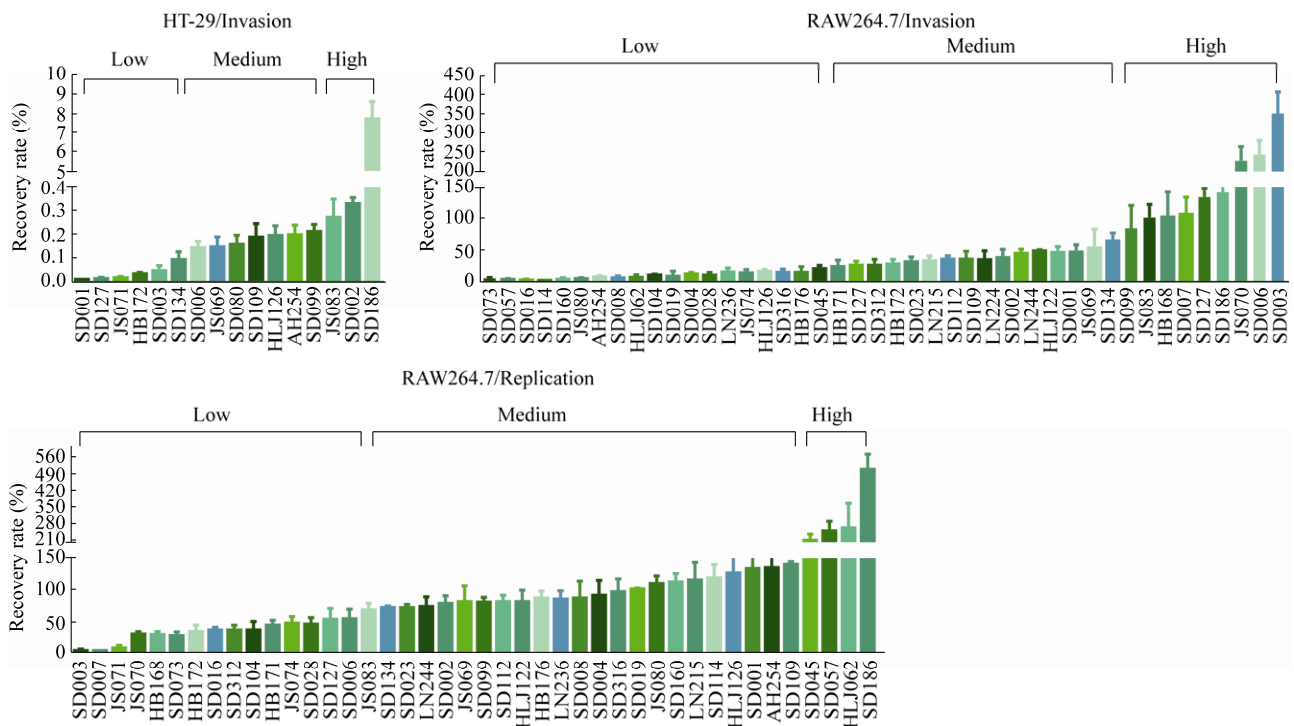 HT-29/Invasion
Low Medium High
Recovery rate (%)
10
9
8
7
6
5
0.4
0.3
0.2
0.1
0.0
SD001 SD127 JS071 HB172 SD003 SD134 SD006 JS069 SD080 SD109 HLJ126 AH254 SD099 JS083 SD002 SD186
RAW264.7/Invasion
Low Medium High
Recovery rate (%)
450
400
350
300
250
200
150
100
50
0
SD073 SD057 SD016 SD114 SD160 JS080 AH254 SD008 HLJ062 SD104 SD019 SD004 SD028 LN236 JS074 HLJ126 SD316 HB176 SD045 HB171 SD127 SD312 HB172 SD023 LN215 SD112 SD109 LN224 SD002 LN244 HLJ122 SD001 JS069 SD134 SD099 JS083 HB168 SD007 SD127 SD186 JS070 SD006 SD003
RAW264.7/Replication
Low Medium High
Recovery rate (%)
560
490
420
350
280
210
150
100
50
0
SD003 SD007 JS071 JS070 HB168 SD073 HB172 SD016 SD312 SD104 HB171 JS074 SD028 SD127 SD006 JS083 SD134 SD023 LN244 SD002 JS069 SD099 SD112 HLJ122 HB176 LN236 SD008 SD004 SD316 SD019 JS080 SD160 LN215 SD114 HLJ126 SD001 AH254 SD109 SD045 SD057 HLJ062 SD186